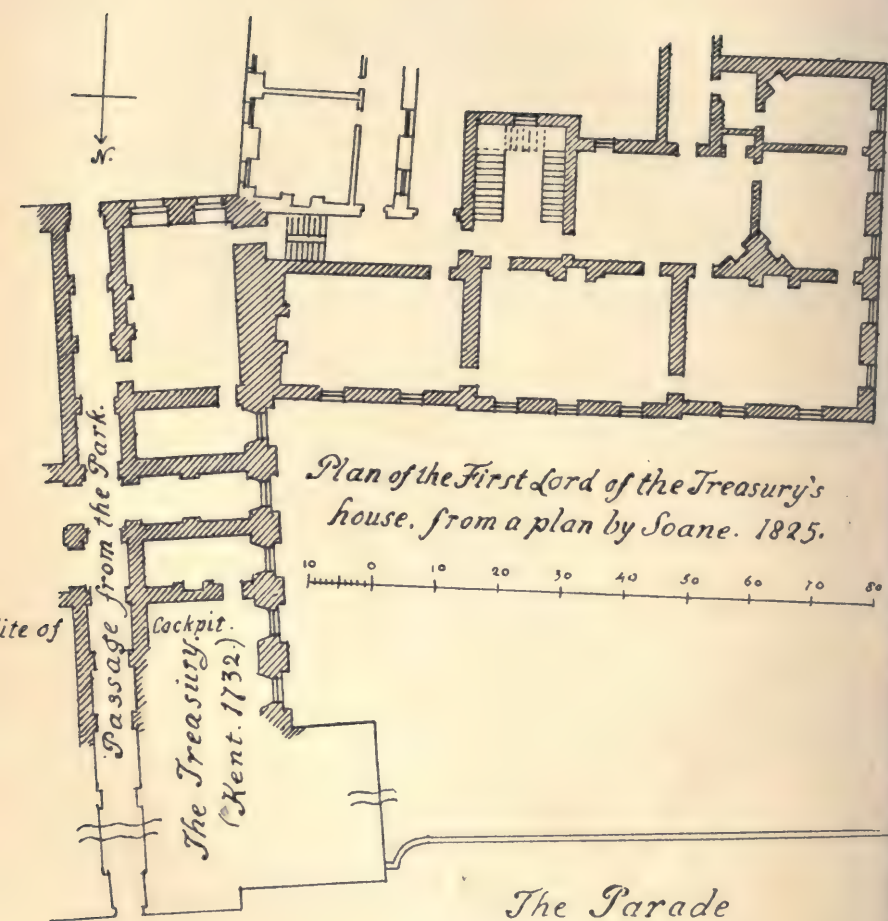 N.
Plan of the First Lord of the Treasury's
house, from a plan by Soane. 1825.
10 0 10 20 30 40 50 60 70 80
Passage from the Park.
Site of Cockpit.
The Treasury.
(Kent. 1732.)
The Parade